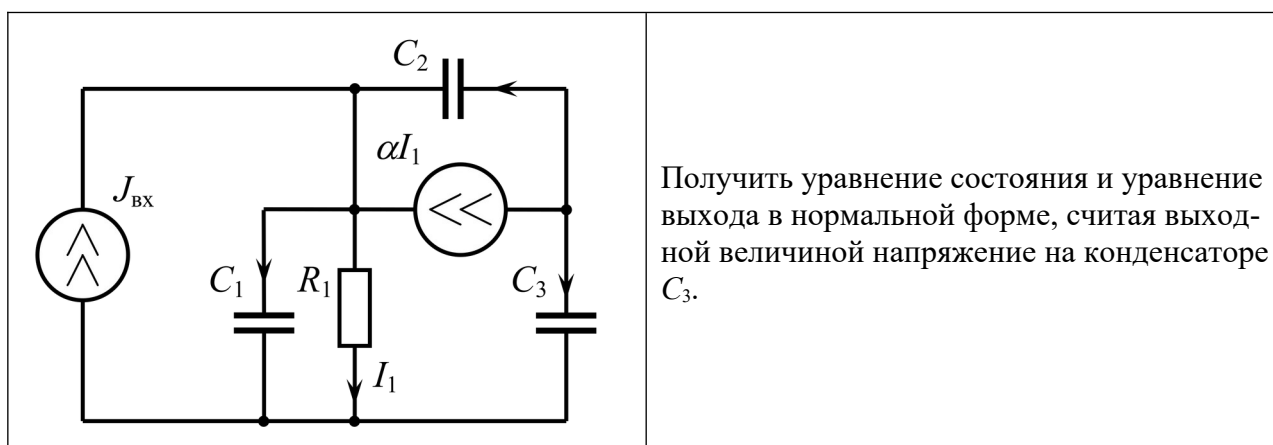 C₂
αI₁
Jвх
C₁
R₁
C₃
I₁
Получить уравнение состояния и уравнение
выхода в нормальной форме, считая выход-
ной величиной напряжение на конденсаторе
C₃.